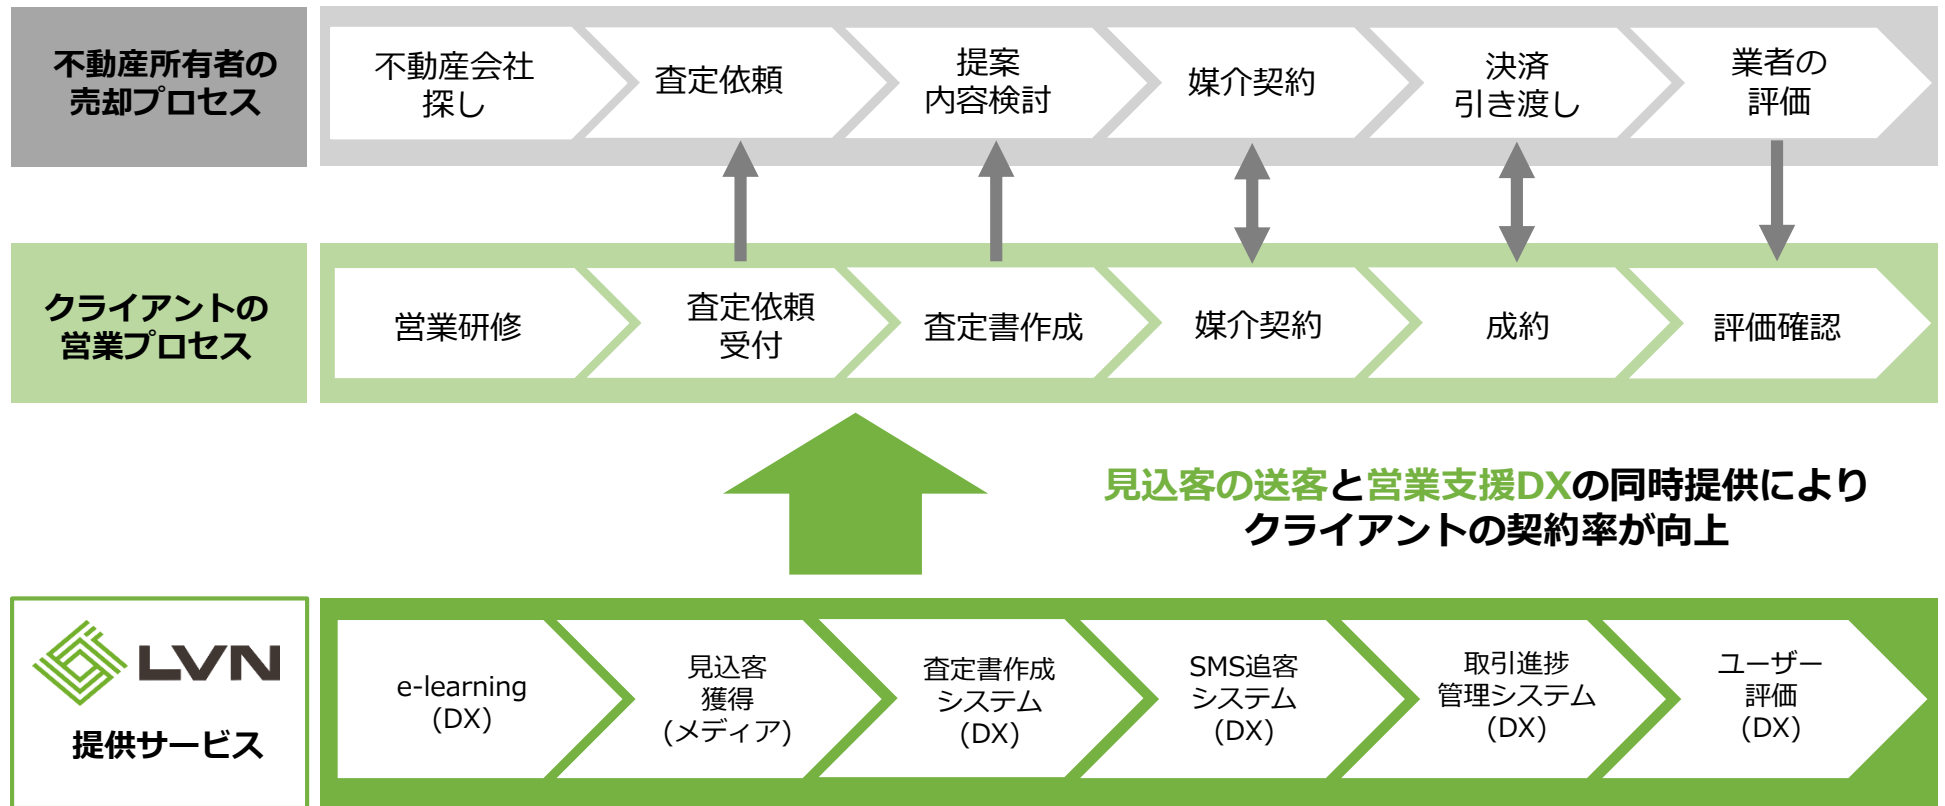 不動産所有者の
売却プロセス
不動産会社
探し
査定依頼
提案
内容検討
媒介契約
決済
引き渡し
業者の
評価
クライアントの
営業プロセス
営業研修
査定依頼
受付
査定書作成
媒介契約
成約
評価確認
見込客の送客と営業支援DXの同時提供により
クライアントの契約率が向上
LVN
提供サービス
e-learning
(DX)
見込客
獲得
(メディア)
査定書作成
システム
(DX)
SMS追客
システム
(DX)
取引進捗
管理システム
(DX)
ユーザー
評価
(DX)